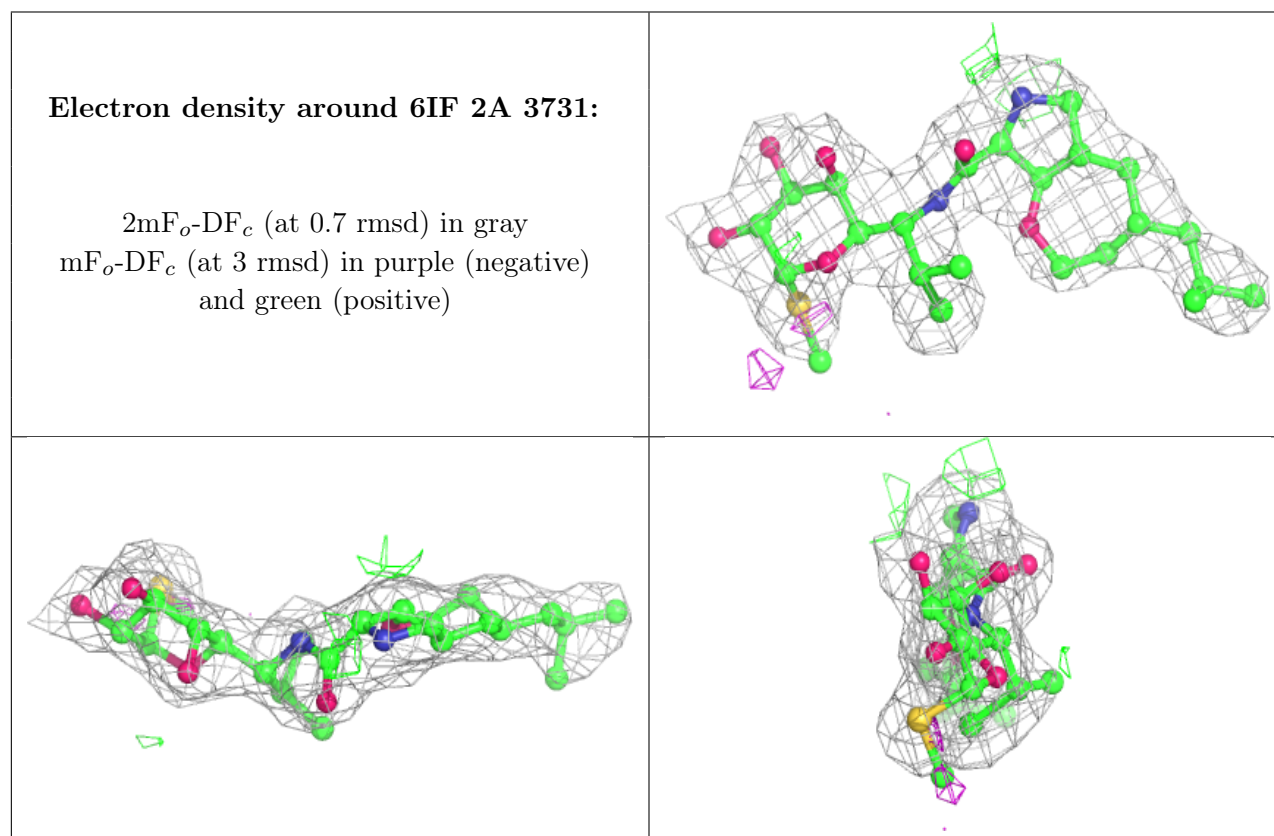 Electron density around 6IF 2A 3731:
2mFo-DFc (at 0.7 rmsd) in gray
mFo-DFc (at 3 rmsd) in purple (negative)
and green (positive)